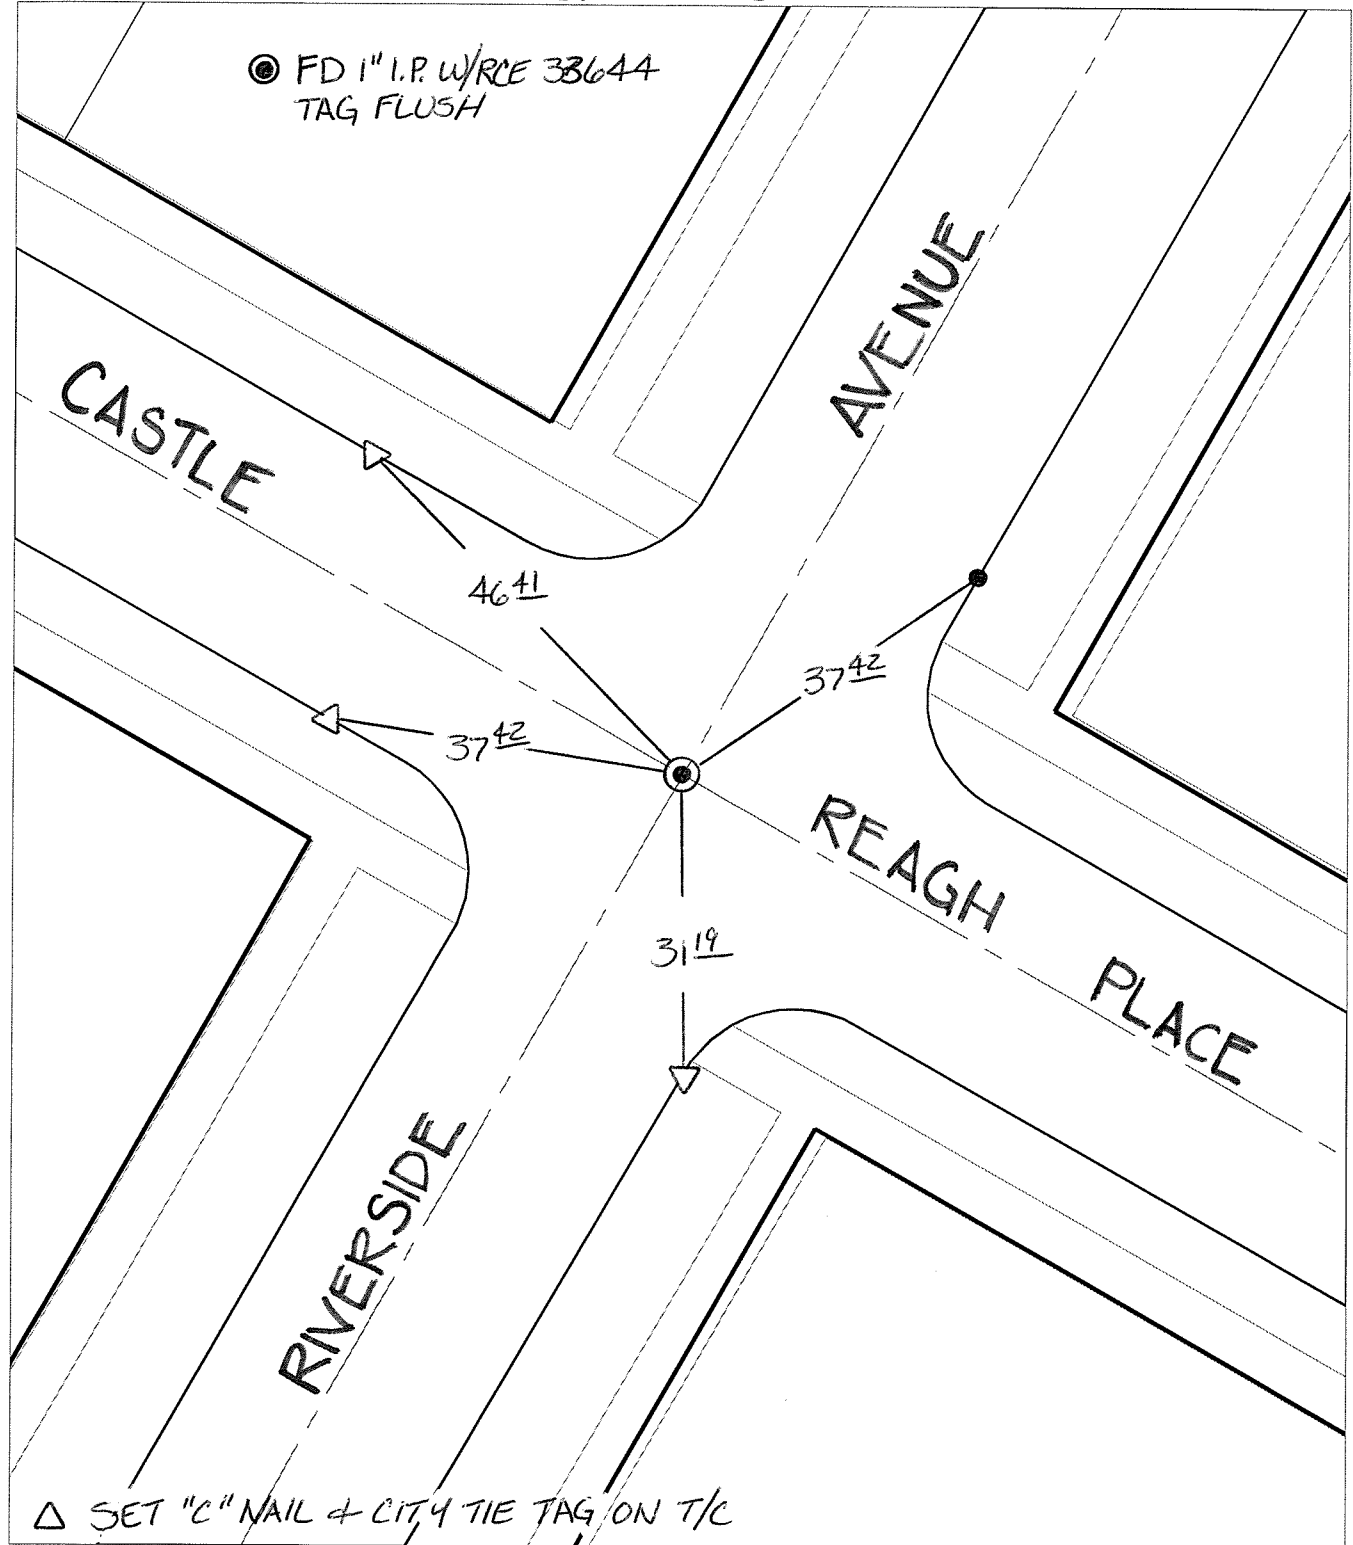 FD 1" I.P. W/RCE 33644
TAG FLUSH
AVENUE
CASTLE
46 41
37 42
37 42
REAGH
31 19
PLACE
RIVERSIDE
SET "C" NAIL & CITY TIE TAG ON T/C